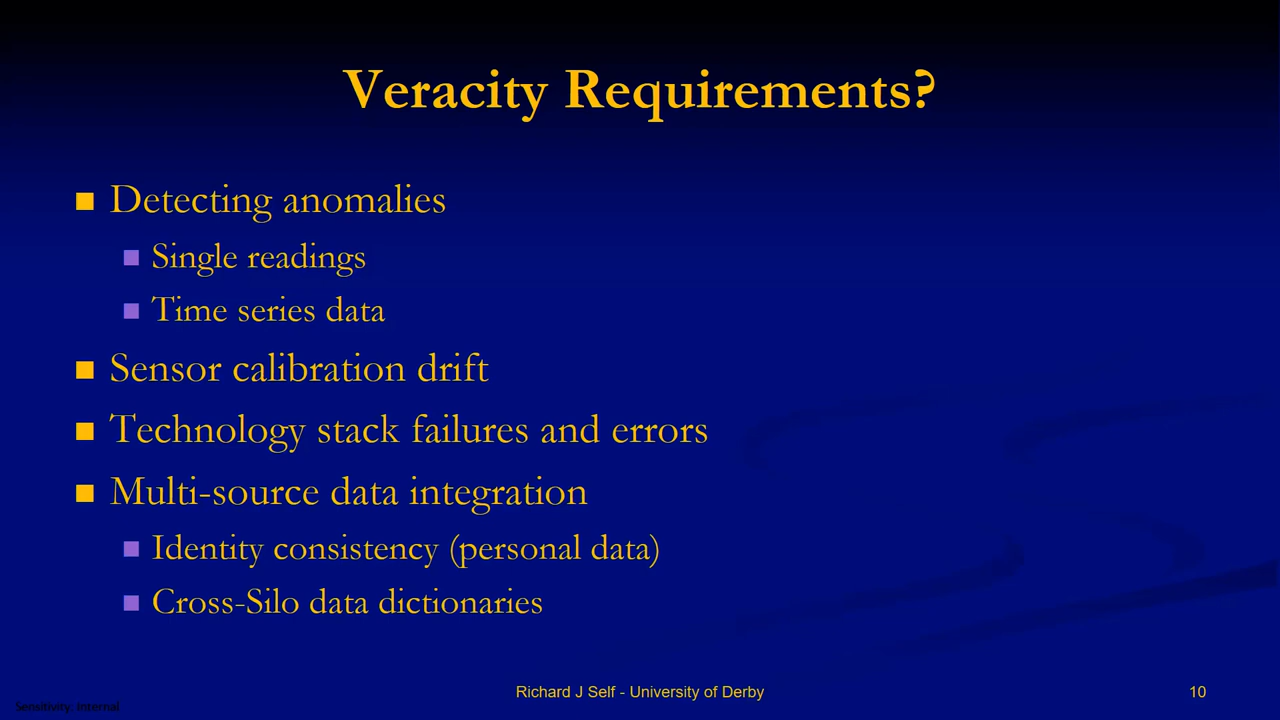 Veracity Requirements?
Detecting anomalies
Single readings
Time series data
Sensor calibration drift
Technology stack failures and errors
Multi-source data integration
Identity consistency (personal data)
Cross-Silo data dictionaries
Richard J Self - University of Derby
10
Sensitivity: Internal